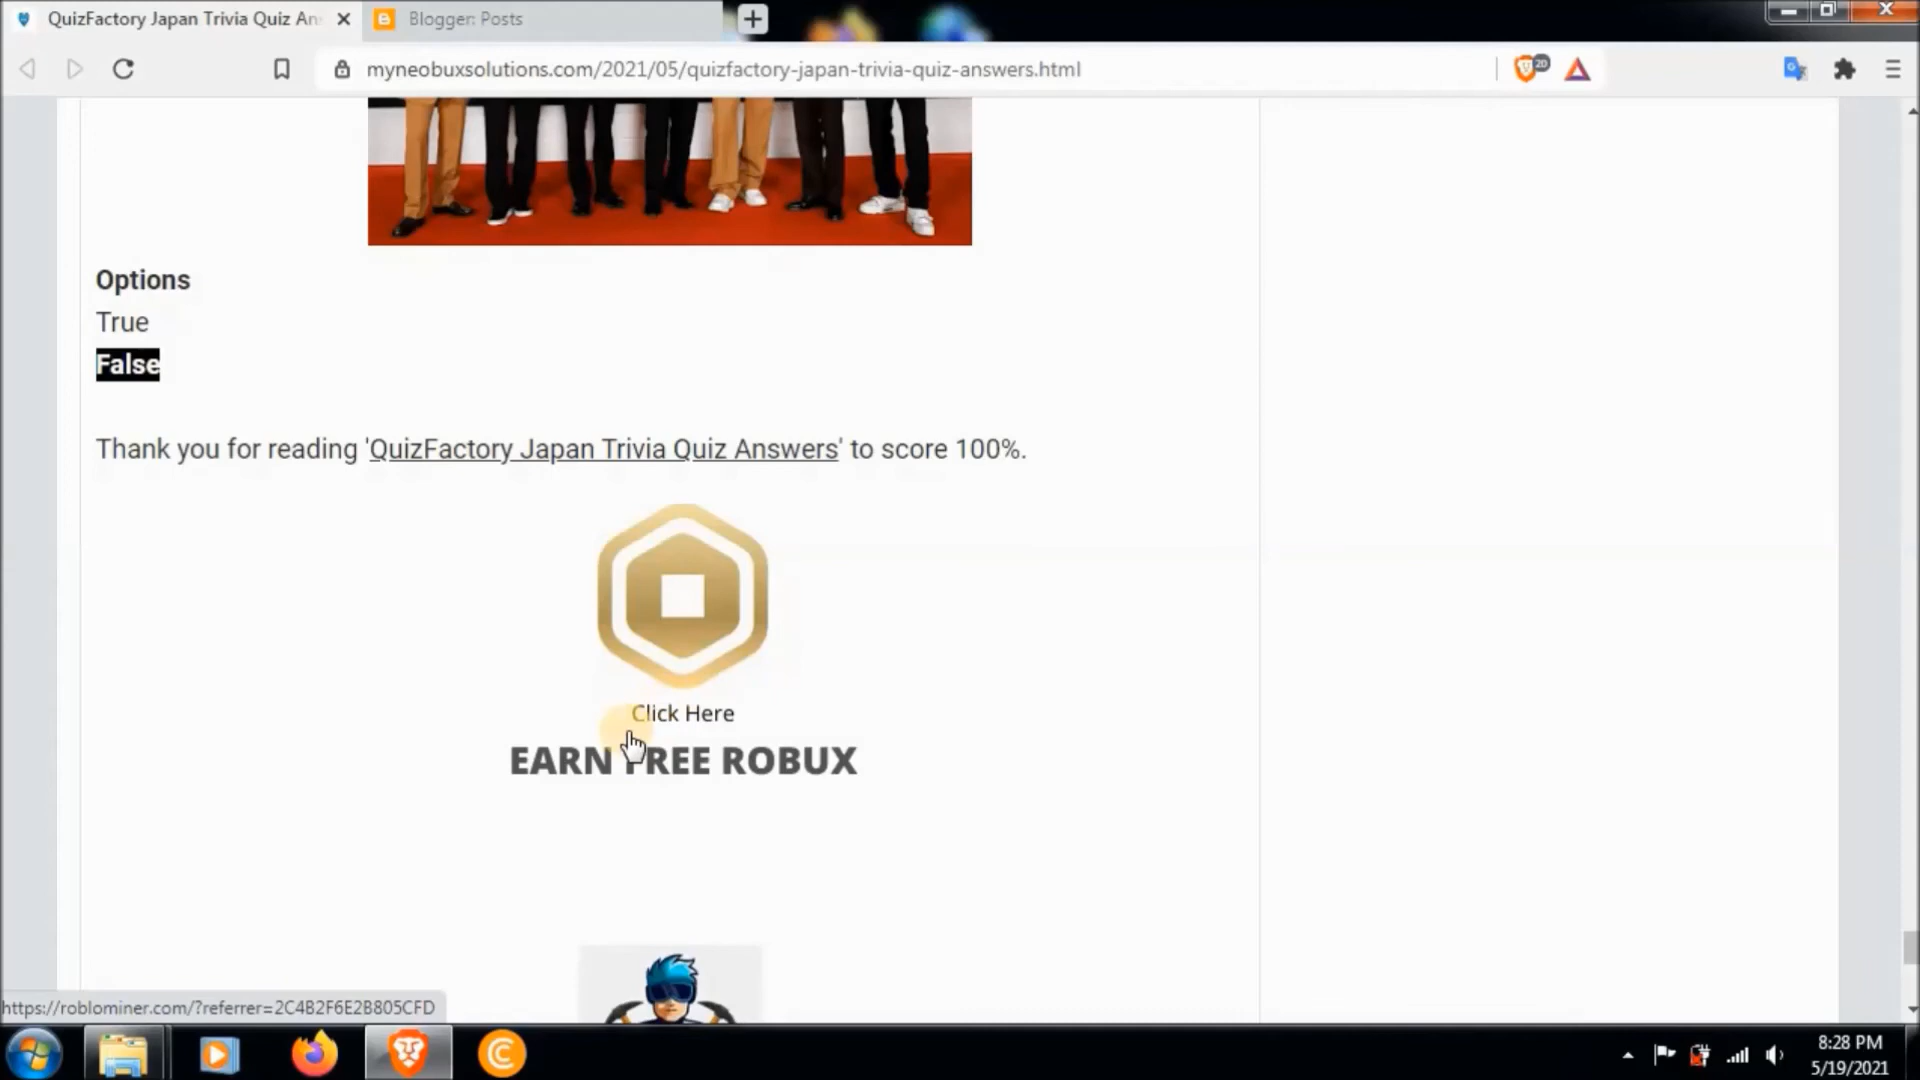 QuizFactory Japan Trivia Quiz An
Blogger: Posts
myneobuxsolutions.com/2021/05/quizfactory-japan-trivia-quiz-answers.html
20
Options
True
False
Thank you for reading 'QuizFactory Japan Trivia Quiz Answers' to score 100%.
Click Here
EARN FREE ROBUX
https://roblominer.com/?referrer=2C4B2F6E2B805CFD
8:28 PM
5/19/2021